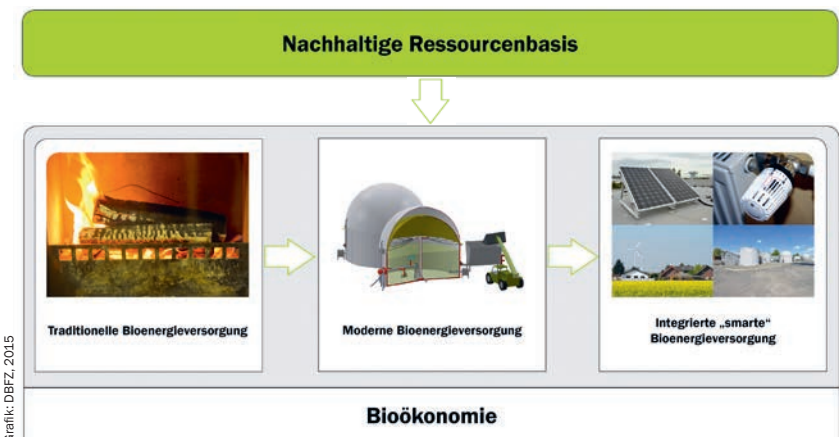 Nachhaltige Ressourcenbasis
Traditionelle Bioenergieversorgung
Moderne Bioenergieversorgung
Integrierte „smarte“
Bioenergieversorgung
Bioökonomie
Grafik: DBFZ, 2015